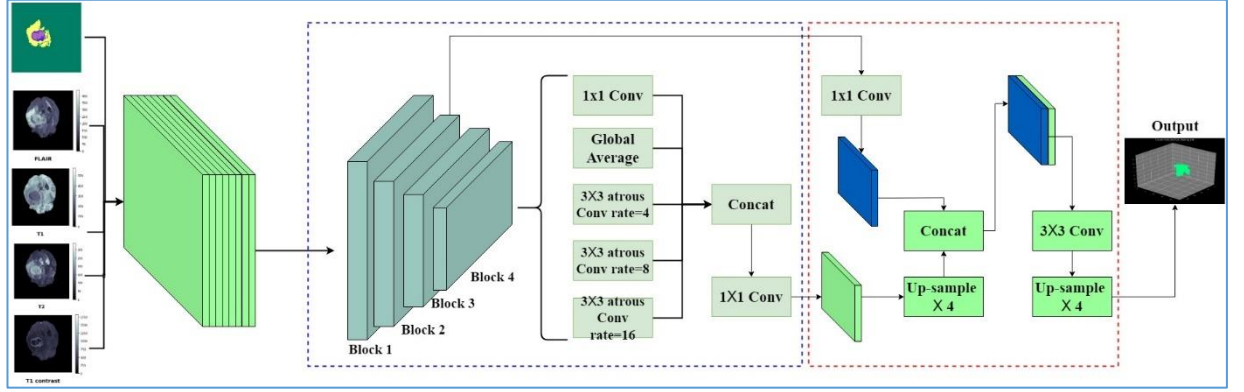 FLAIR
T1
T2
T1 contrast
Block 1
Block 2
Block 3
Block 4
1x1 Conv
Global
Average
3X3 atrous
Conv rate=4
3X3 atrous
Conv rate=8
3X3 atrous
Conv
rate=16
Concat
1X1 Conv
1x1 Conv
Concat
Up-sample
X 4
3X3 Conv
Up-sample
X 4
Output